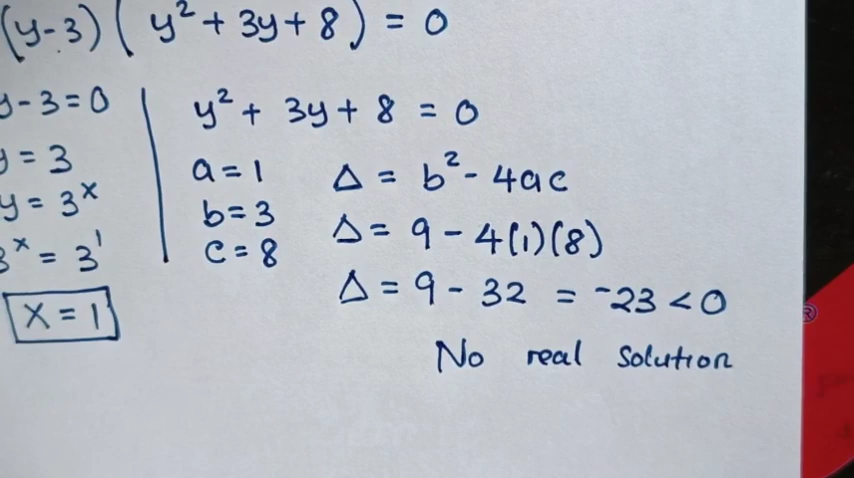 (y-3)(y²+3y+8)=0
y-3=0
y=3
y=3ˣ
3ˣ=3¹
x=1
y²+3y+8=0
a=1
b=3
c=8
Δ=b²-4ac
Δ=9-4(1)(8)
Δ=9-32=-23<0
No real solution
®